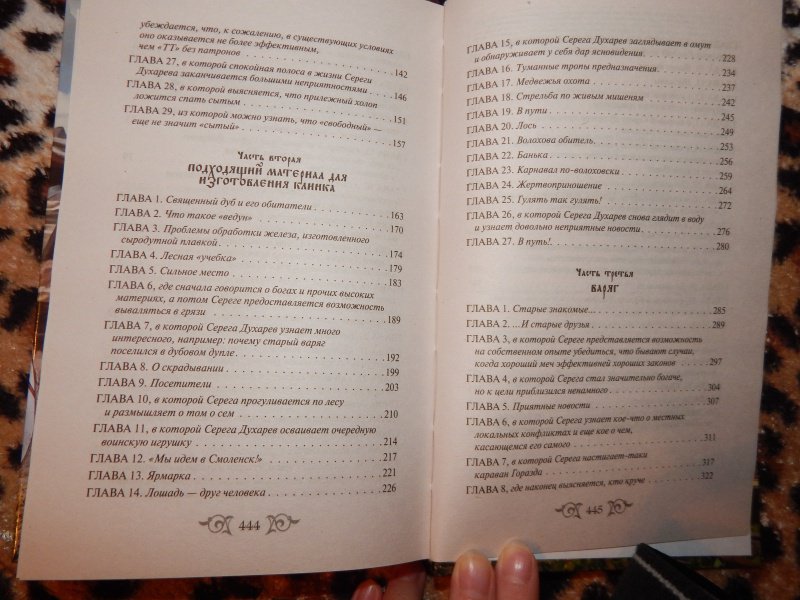 убеждается, что, к сожалению, в существующих условиях
оно оказывается не более эффективным,
чем «ТТ» без патронов . . . . . . . . . . . . . . . . . . . 142
ГЛАВА 27, в которой спокойная полоса в жизни Сереги
Духарева заканчивается большими неприятностями . . . 146
ГЛАВА 28, в которой выясняется, что прилежный холоп
ложится спать сытым . . . . . . . . . . . . . . . . . . . 151
ГЛАВА 29, из которой можно узнать, что «свободный» —
еще не значит «сытый» . . . . . . . . . . . . . . . . . . . 157
Часть вторая
ПОДХОДЯЩИЙ МАТЕРИАЛ ДЛЯ
ИЗГОТОВЛЕНИЯ КЛИНКА
ГЛАВА 1. Священный дуб и его обитатели . . . . . . . . . 163
ГЛАВА 2. Что такое «ведун» . . . . . . . . . . . . . . . . 170
ГЛАВА 3. Проблемы обработки железа, изготовленного
сыродутной плавкой . . . . . . . . . . . . . . . . . . . 174
ГЛАВА 4. Лесная «учебка» . . . . . . . . . . . . . . . . . 179
ГЛАВА 5. Сильное место . . . . . . . . . . . . . . . . . . 183
ГЛАВА 6, где сначала говорится о богах и прочих высоких
материях, а потом Сереге предоставляется возможность
вываляться в грязи . . . . . . . . . . . . . . . . . . . 189
ГЛАВА 7, в которой Серега Духарев узнает много
интересного, например: почему старый варяг
поселился в дубовом дупле . . . . . . . . . . . . . . . . 192
ГЛАВА 8. О скрадывании . . . . . . . . . . . . . . . . . . 199
ГЛАВА 9. Посетители . . . . . . . . . . . . . . . . . . . 203
ГЛАВА 10, в которой Серега прогуливается по лесу
и размышляет о том о сем . . . . . . . . . . . . . . . . 210
ГЛАВА 11, в которой Серега Духарев осваивает очередную
воинскую игрушку . . . . . . . . . . . . . . . . . . . . 214
ГЛАВА 12. «Мы идем в Смоленск!» . . . . . . . . . . . . . 217
ГЛАВА 13. Ярмарка . . . . . . . . . . . . . . . . . . . . 221
ГЛАВА 14. Лошадь — друг человека . . . . . . . . . . . . . 226
444
ГЛАВА 15, в которой Серега Духарев заглядывает в омут
и обнаруживает у себя дар ясновидения. . . . . . . . . . 228
ГЛАВА 16. Туманные тропы предназначения. . . . . . . . . 234
ГЛАВА 17. Медвежья охота . . . . . . . . . . . . . . . . . 237
ГЛАВА 18. Стрельба по живым мишеням . . . . . . . . . . . 242
ГЛАВА 19. В пути . . . . . . . . . . . . . . . . . . . . . 245
ГЛАВА 20. Лось . . . . . . . . . . . . . . . . . . . . . . 249
ГЛАВА 21. Волохова обитель . . . . . . . . . . . . . . . . 253
ГЛАВА 22. Банька . . . . . . . . . . . . . . . . . . . . . 256
ГЛАВА 23. Карнавал по-волоховски . . . . . . . . . . . . . 259
ГЛАВА 24. Жертвоприношение . . . . . . . . . . . . . . . . 264
ГЛАВА 25. Гулять так гулять! . . . . . . . . . . . . . . . 272
ГЛАВА 26, в которой Серега Духарев снова глядит в воду
и узнает довольно неприятные новости . . . . . . . . . . 276
ГЛАВА 27. В путь!. . . . . . . . . . . . . . . . . . . . . 280
Часть третья
ВАРЯГ
ГЛАВА 1. Старые знакомые... . . . . . . . . . . . . . . . 285
ГЛАВА 2. ...И старые друзья . . . . . . . . . . . . . . . 289
ГЛАВА 3, в которой Сереге представляется возможность
на собственном опыте убедиться, что бывают случаи,
когда хороший меч эффективней хороших законов . . . . . 297
ГЛАВА 4, в которой Серега стал значительно богаче,
но к цели приблизился ненамного . . . . . . . . . . . . . 304
ГЛАВА 5. Приятные новости . . . . . . . . . . . . . . . . 307
ГЛАВА 6, в которой Серега узнает кое-что о местных
локальных конфликтах и еще кое о чем,
касающемся его самого . . . . . . . . . . . . . . . . . . 311
ГЛАВА 7, в которой Серега настигает-таки
караван Горазда . . . . . . . . . . . . . . . . . . . . . 317
ГЛАВА 8, где наконец выясняется, кто круче . . . . . . . 322
445